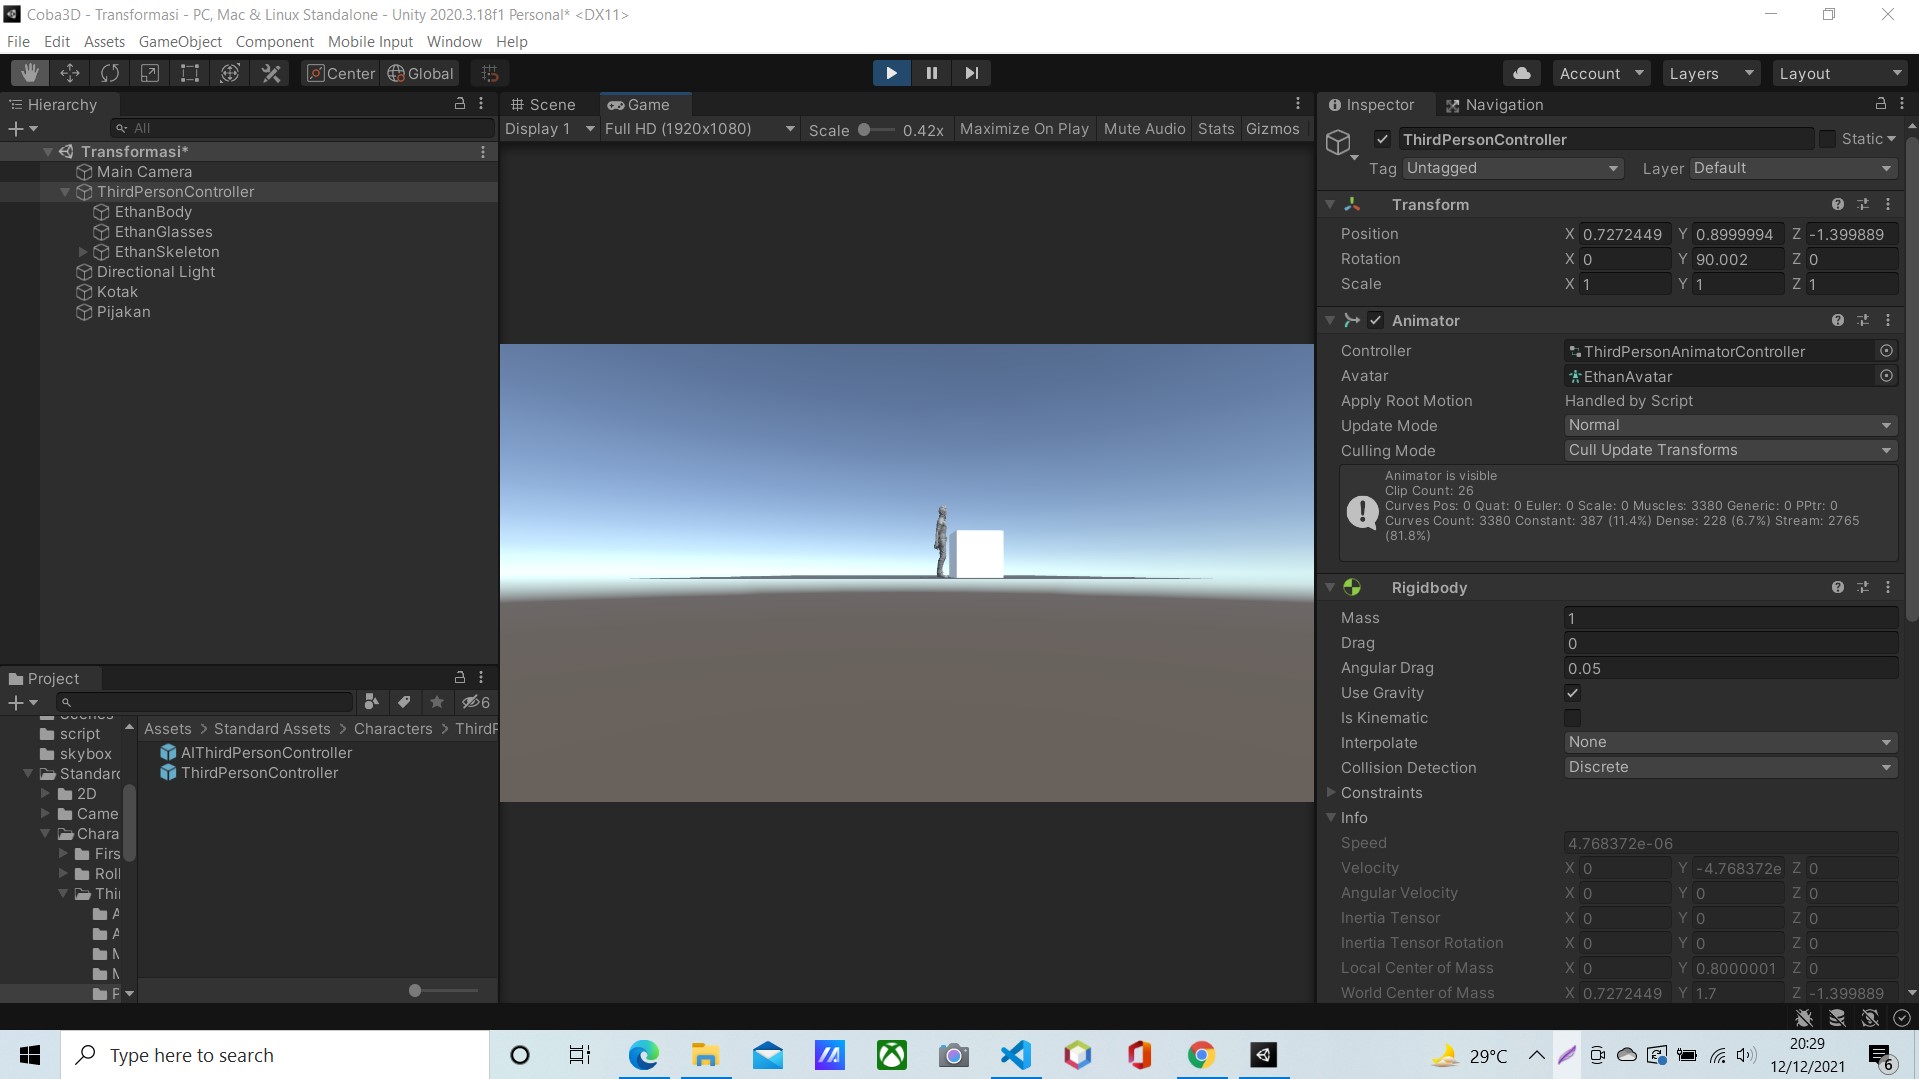 Coba3D - Transformasi - PC, Mac & Linux Standalone - Unity 2020.3.18f1 Personal* <DX11>
File Edit Assets GameObject Component Mobile Input Window Help
Center Global Account Layers Layout
Hierarchy
All
Transformasi*
Main Camera
ThirdPersonController
EthanBody
EthanGlasses
EthanSkeleton
Directional Light
Kotak
Pijakan
Scene Game
Display 1 Full HD (1920x1080) Scale 0.42x Maximize On Play Mute Audio Stats Gizmos
Inspector Navigation
ThirdPersonController Static
Tag Untagged Layer Default
Transform
Position X 0.7272449 Y 0.8999994 Z -1.399889
Rotation X 0 Y 90.002 Z 0
Scale X 1 Y 1 Z 1
Animator
Controller ThirdPersonAnimatorController
Avatar EthanAvatar
Apply Root Motion Handled by Script
Update Mode Normal
Culling Mode Cull Update Transforms
Animator is visible
Clip Count: 26
Curves Pos: 0 Quat: 0 Euler: 0 Scale: 0 Muscles: 3380 Generic: 0 PPtr: 0
Curves Count: 3380 Constant: 387 (11.4%) Dense: 228 (6.7%) Stream: 2765
(81.8%)
Rigidbody
Mass 1
Drag 0
Angular Drag 0.05
Use Gravity
Is Kinematic
Interpolate None
Collision Detection Discrete
Constraints
Info
Speed 4.768372e-06
Velocity X 0 Y -4.768372e Z 0
Angular Velocity X 0 Y 0 Z 0
Inertia Tensor X 0 Y 0 Z 0
Inertia Tensor Rotation X 0 Y 0 Z 0
Local Center of Mass X 0 Y 0.8000001 Z 0
World Center of Mass X 0.7272449 Y 1.7 Z -1.399889
Project
6
script
skybox
Standard
2D
Came
Chara
Firs
Roll
Thi
A
A
M
M
P
Assets > Standard Assets > Characters > ThirdP
AIThirdPersonController
ThirdPersonController
Type here to search
29°C
20:29
12/12/2021
6